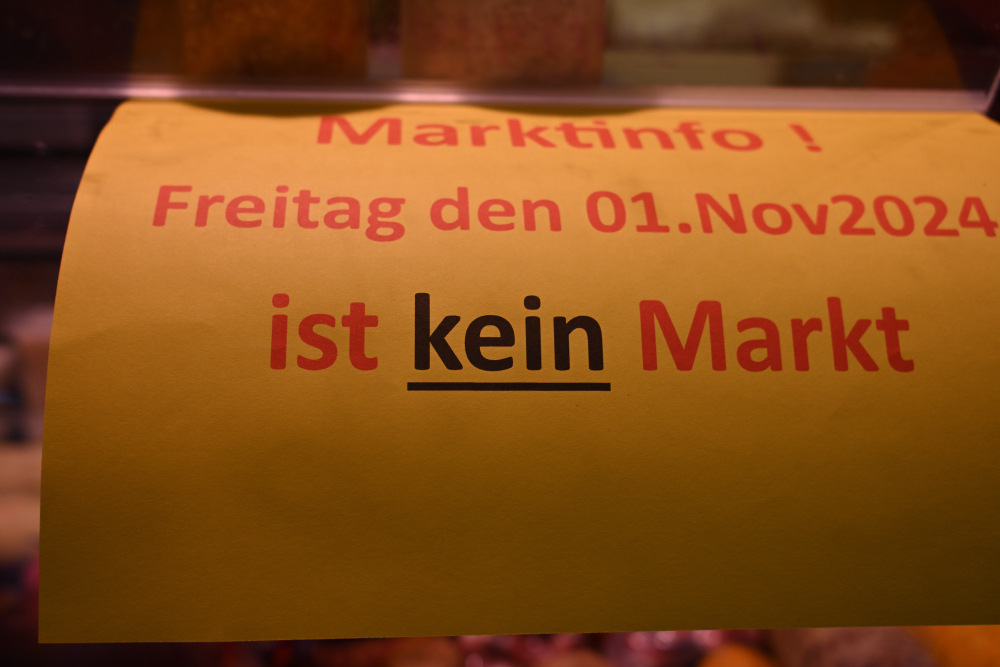 Marktinfo !
Freitag den 01.Nov2024
ist kein Markt